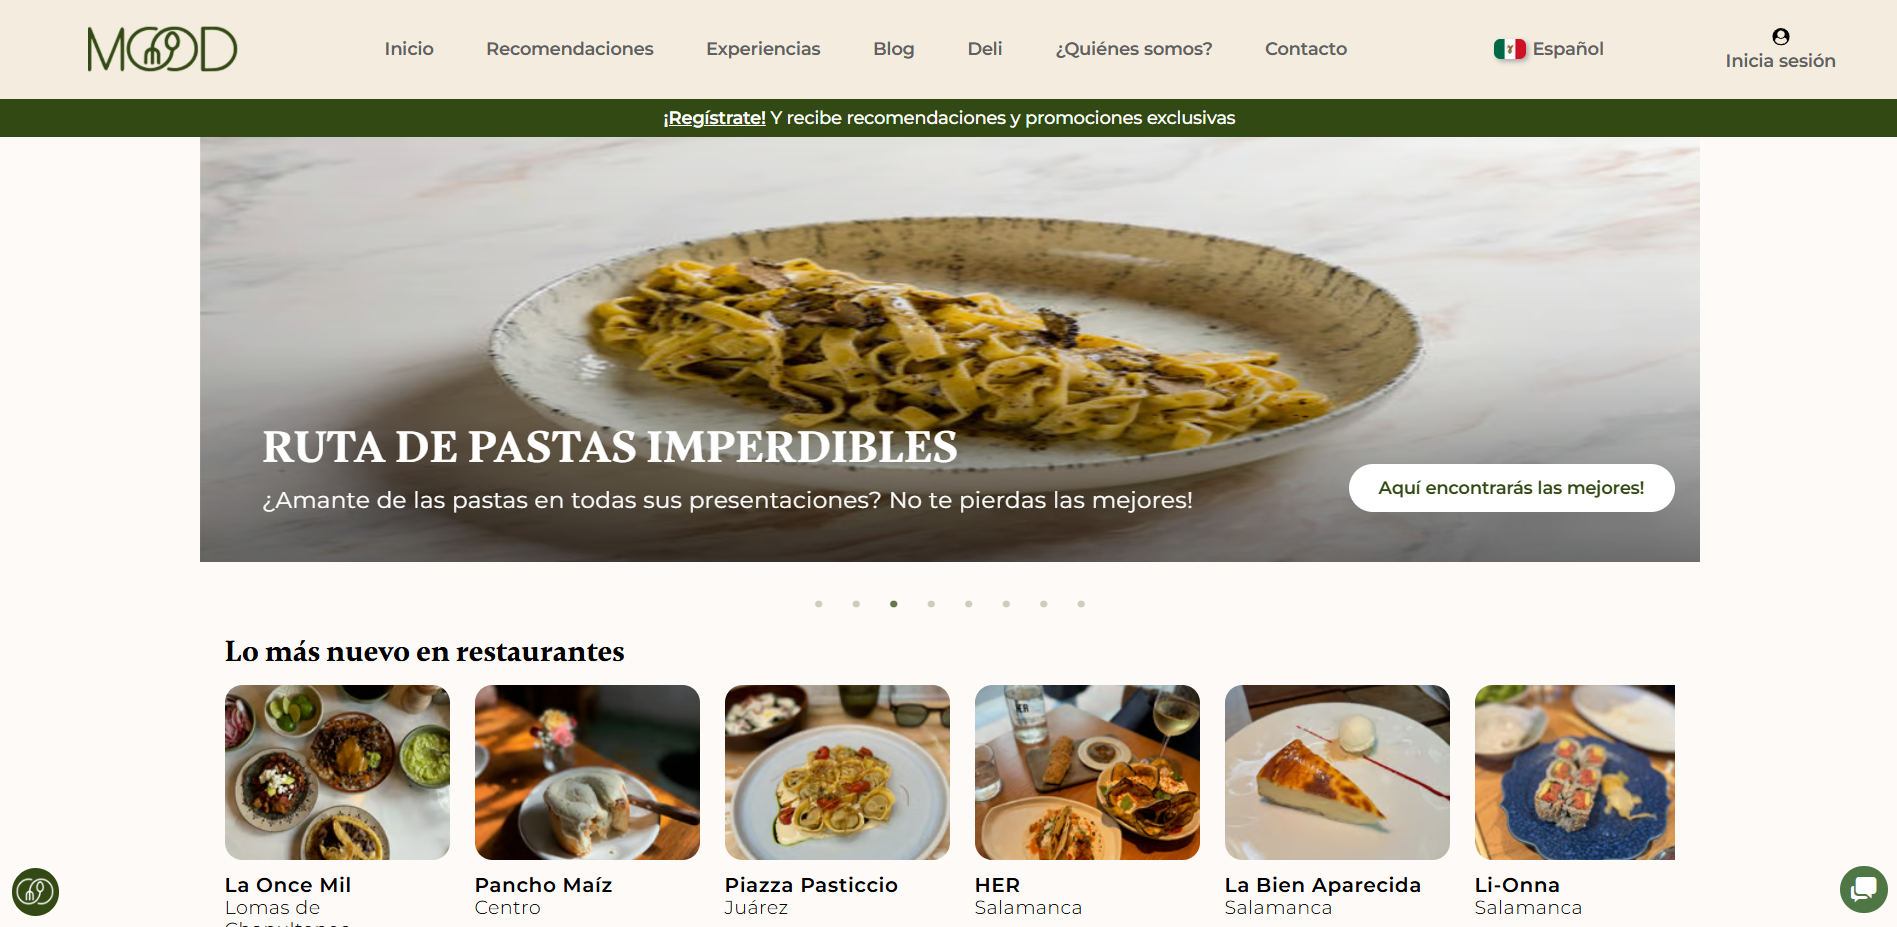 MOOD
Inicio
Recomendaciones
Experiencias
Blog
Deli
¿Quiénes somos?
Contacto
Español
Inicia sesión
¡Regístrate! Y recibe recomendaciones y promociones exclusivas
RUTA DE PASTAS IMPERDIBLES
¿Amante de las pastas en todas sus presentaciones? No te pierdas las mejores!
Aquí encontrarás las mejores!
Lo más nuevo en restaurantes
HER
La Once Mil
Lomas de
Chapultepec
Pancho Maíz
Centro
Piazza Pasticcio
Juárez
HER
Salamanca
La Bien Aparecida
Salamanca
Li-Onna
Salamanca